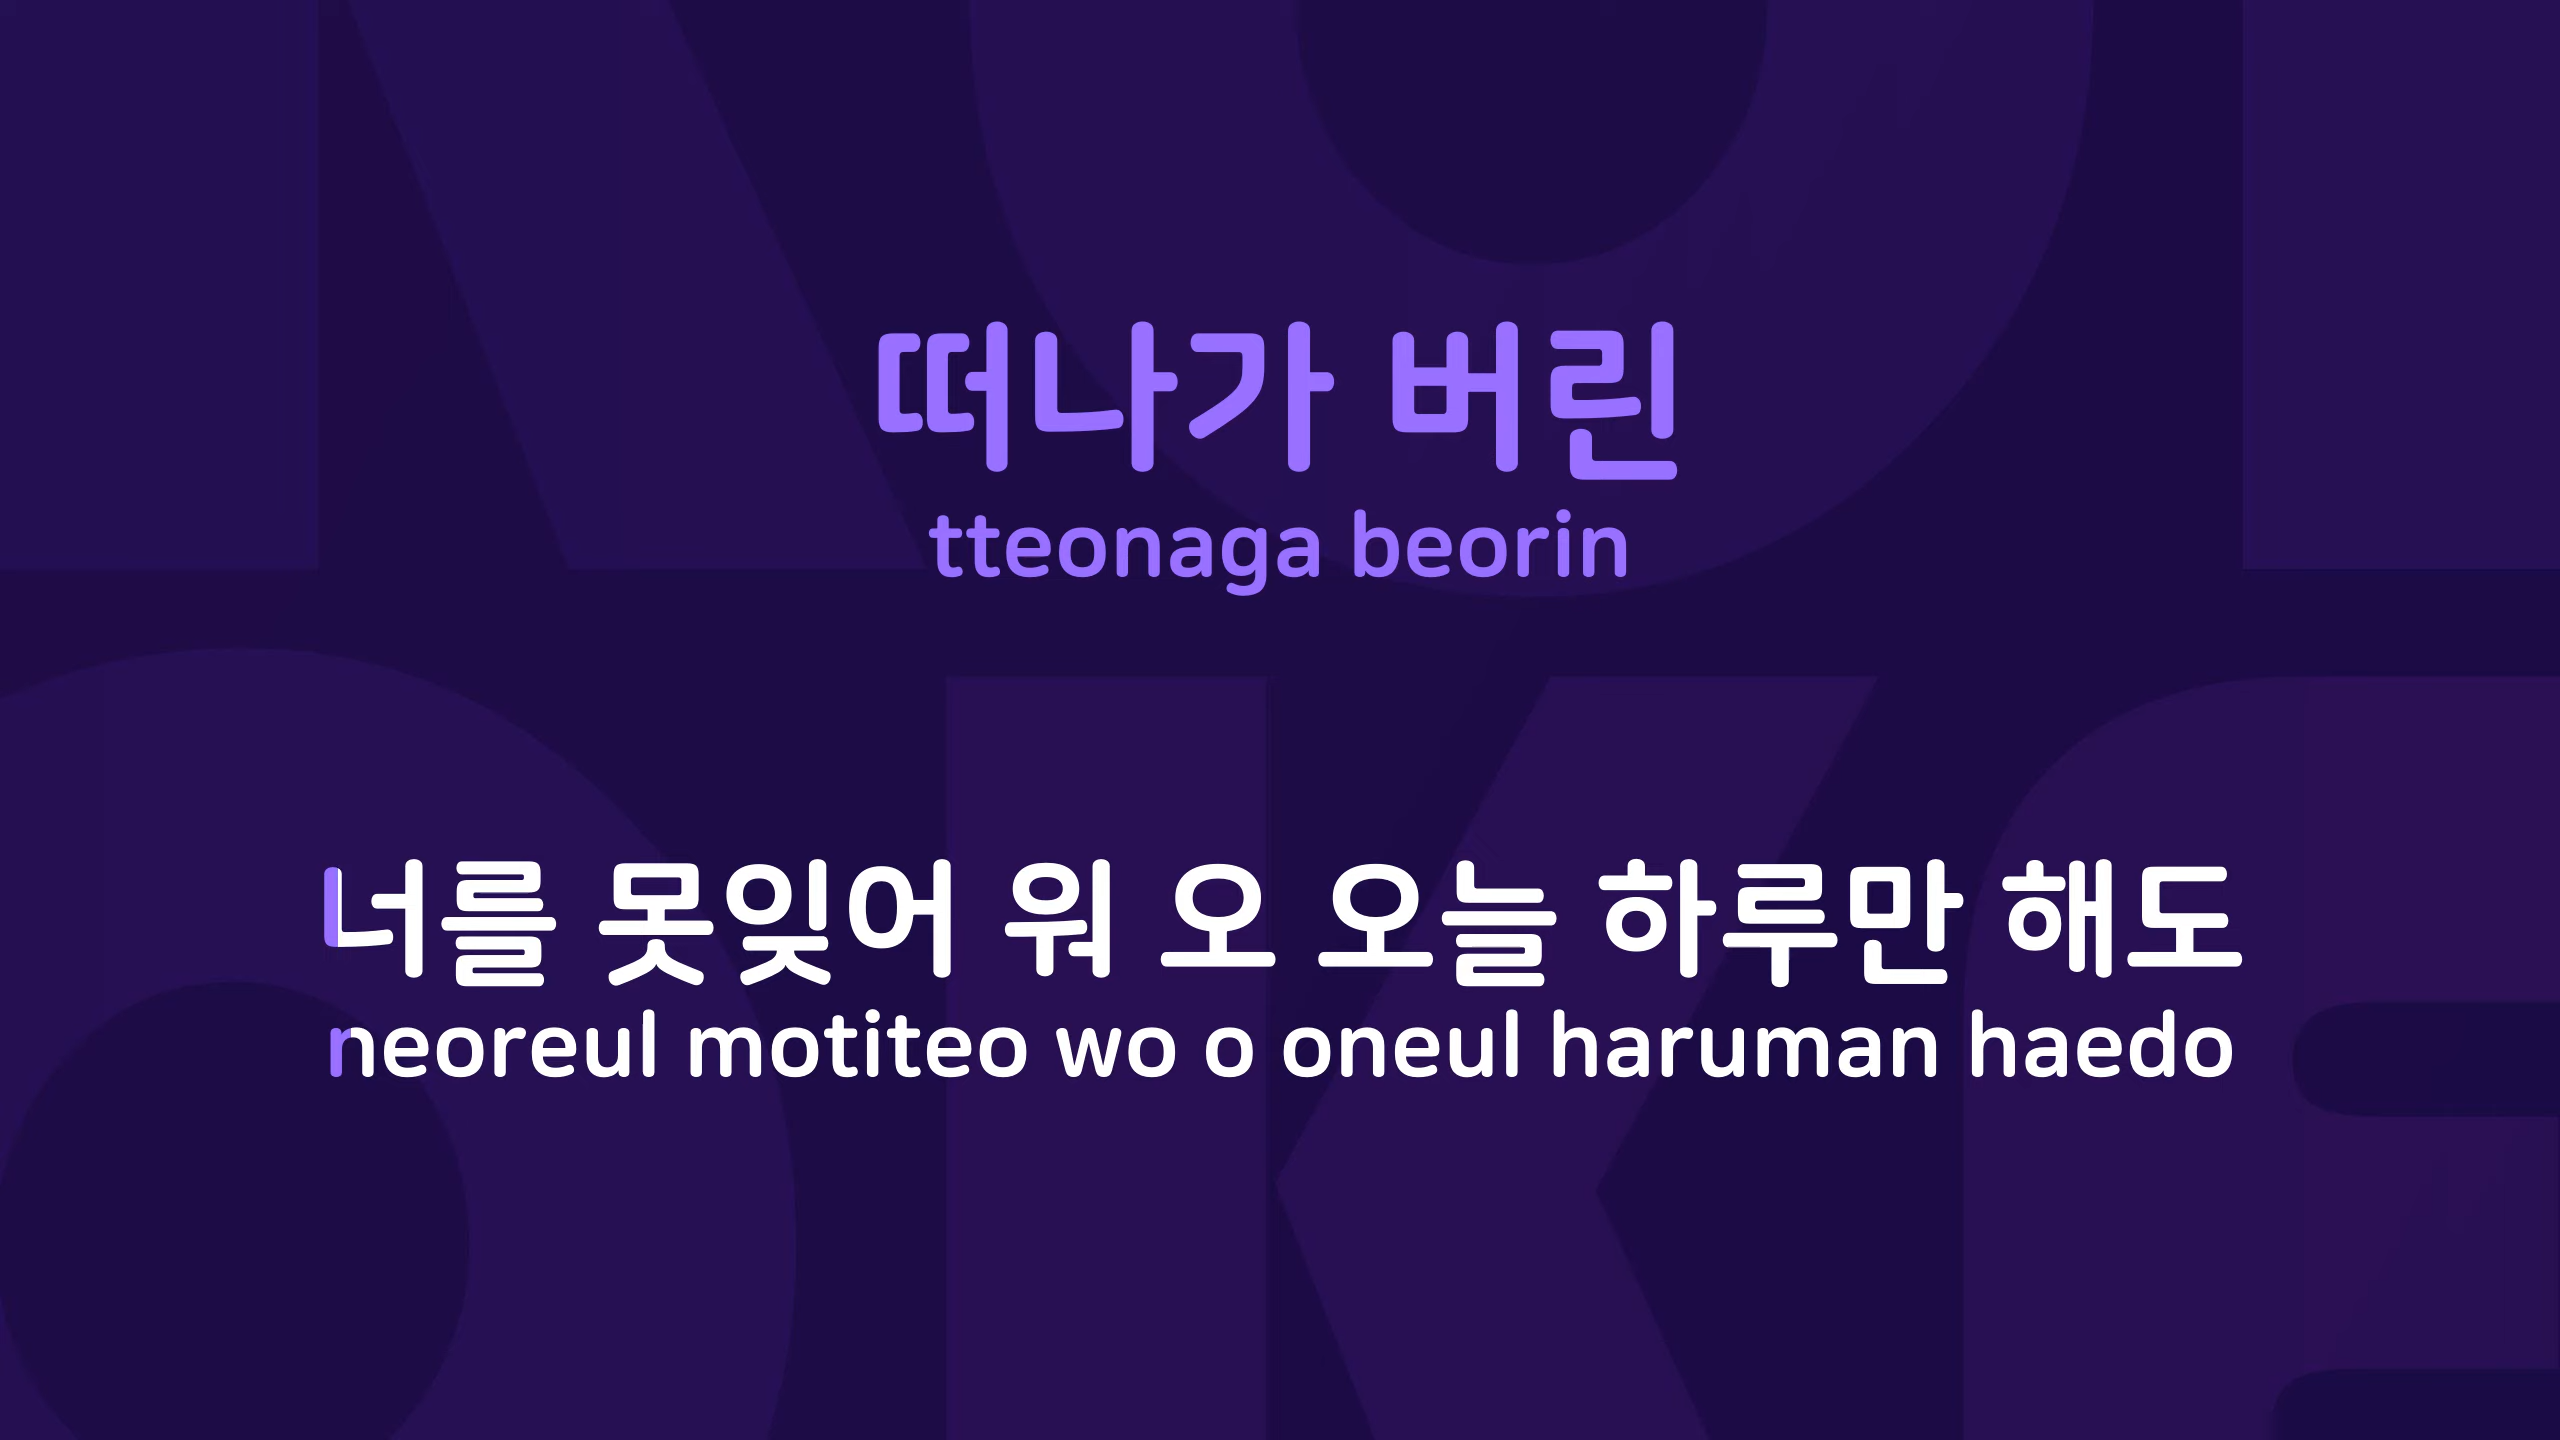 떠나가 버린
tteonaga beorin
너를 못잊어 워 오 오늘 하루만 해도
neoreul motiteo wo o oneul haruman haedo